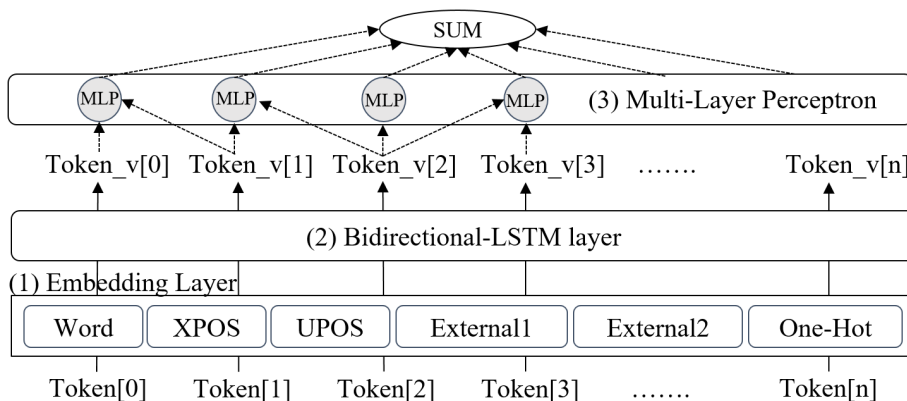 SUM
MLP MLP MLP MLP (3) Multi-Layer Perceptron
Token_v[0] Token_v[1] Token_v[2] Token_v[3] ……. Token_v[n]
(2) Bidirectional-LSTM layer
(1) Embedding Layer
Word XPOS UPOS External1 External2 One-Hot
Token[0] Token[1] Token[2] Token[3] ……. Token[n]